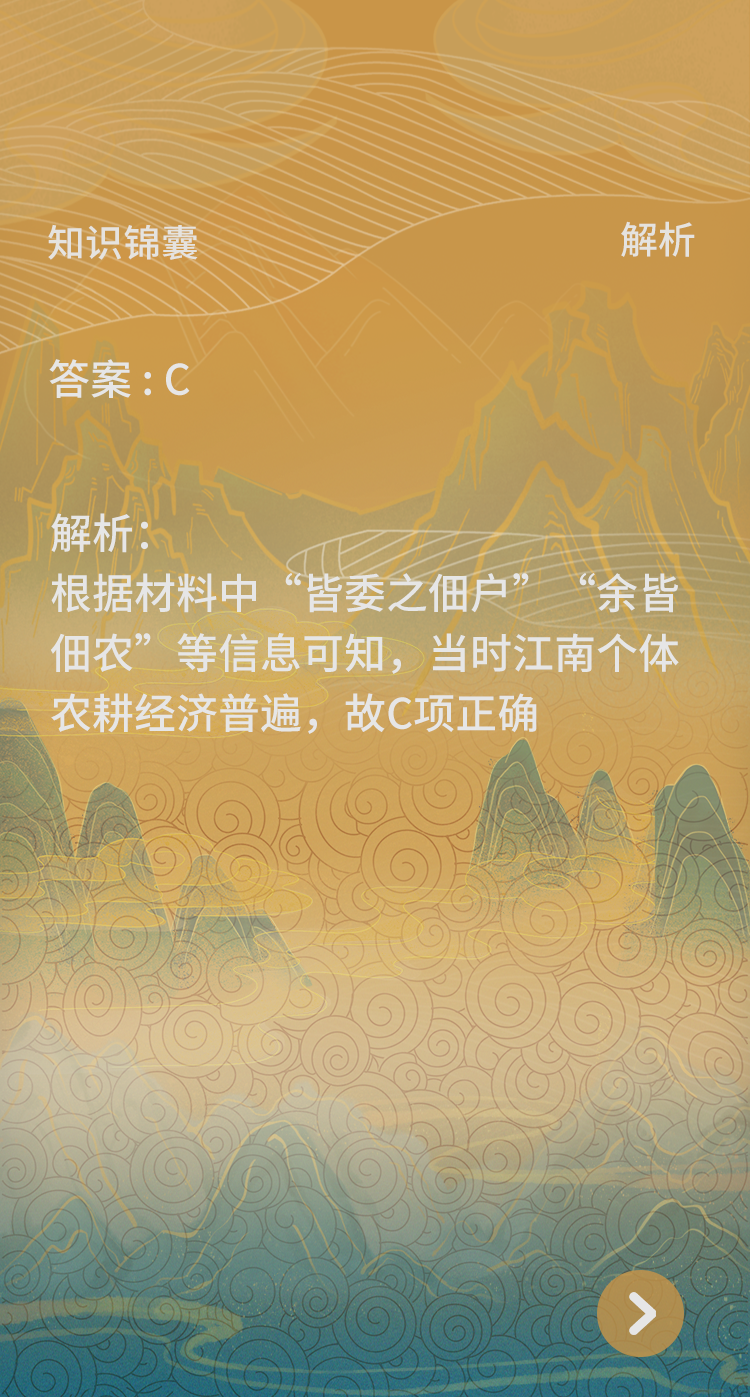 知识锦囊
解析
答案 : C
解析：
根据材料中“皆委之佃户”“余皆
佃农”等信息可知，当时江南个体
农耕经济普遍，故C项正确